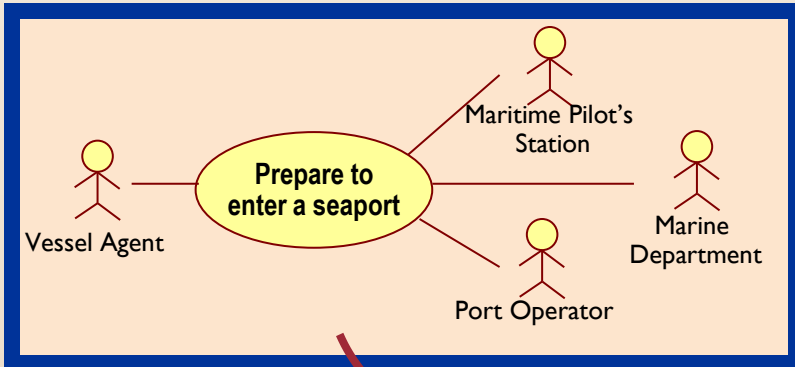 Maritime Pilot's
Station
Prepare to
enter a seaport
Vessel Agent
Marine
Department
Port Operator